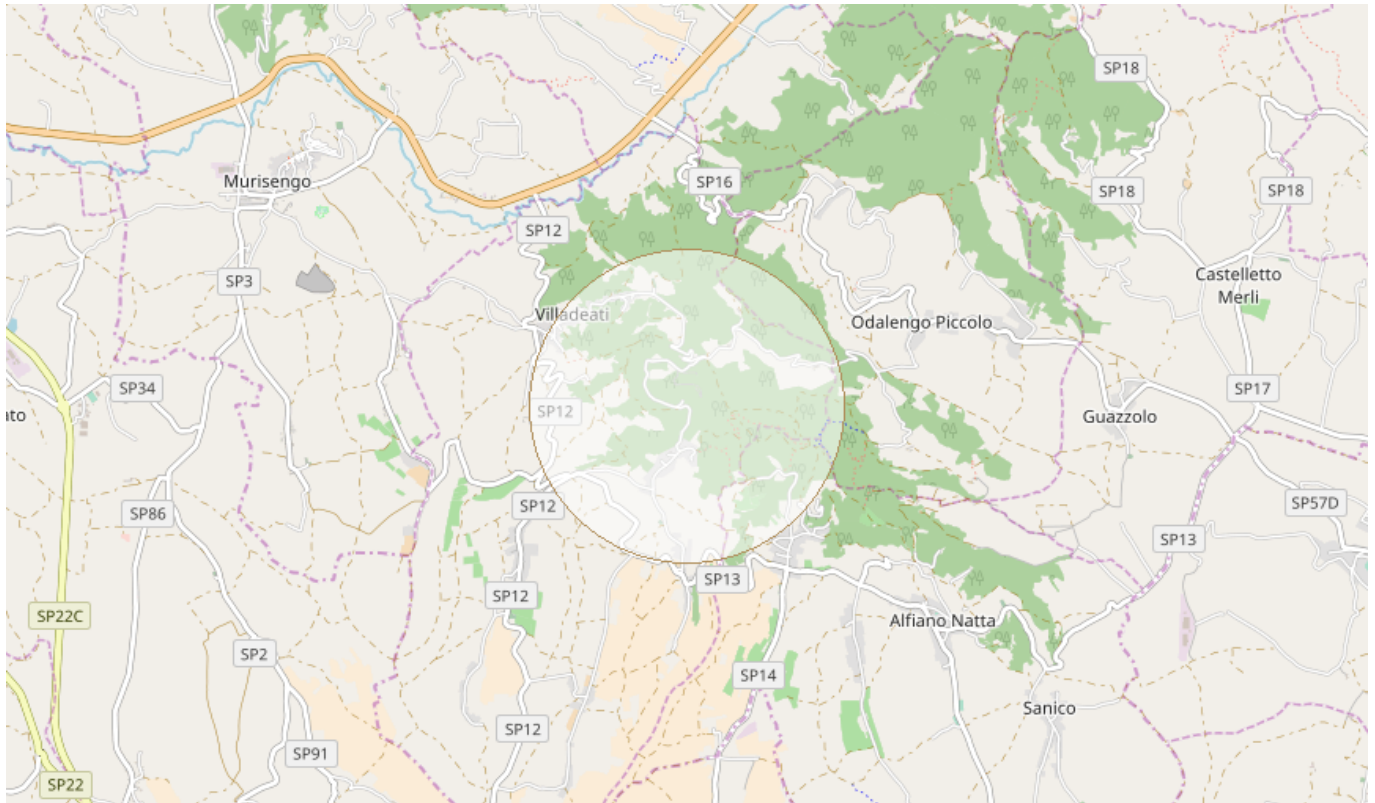 SP18
Murisengo
SP16
SP18
SP18
SP12
SP3
Castelletto
Merli
Villadeati
Odalengo Piccolo
SP34
SP17
ato
SP12
Guazzolo
SP86
SP12
SP57D
SP13
SP13
SP12
SP22C
Alfiano Natta
SP2
SP14
Sanico
SP12
SP91
SP22